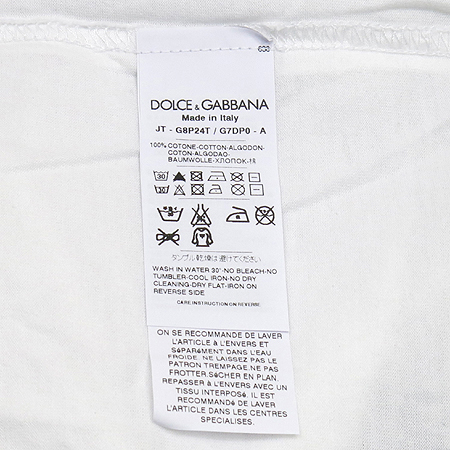 DOLCE & GABBANA
Made in Italy
JT - G8P24T / G7DP0 - A
100% COTONE-COTTON-ALGODON-
COTON-ALGODAO-
BAUMWOLLE-ХЛОПОК-綿
タンブル乾燥は避けてください
WASH IN WATER 30°-NO BLEACH-NO
TUMBLER-COOL IRON-NO DRY
CLEANING-DRY FLAT-IRON ON
REVERSE SIDE
CARE INSTRUCTION ON REVERSE
ON SE RECOMMANDE DE LAVER
L'ARTICLE à L'ENVERS ET
SéPARéMENT DANS L'EAU
FROIDE. NE LAISSEZ PAS LE
PATRON TREMPAGE.NE PAS
FROTTER.SéCHER EN PLAN.
REPASSER à L'ENVERS AVEC UN
TISSU INTERPOSé. IL EST
RECOMMANDé DE LAVER
L'ARTICLE DANS LES CENTRES
SPECIALISES.